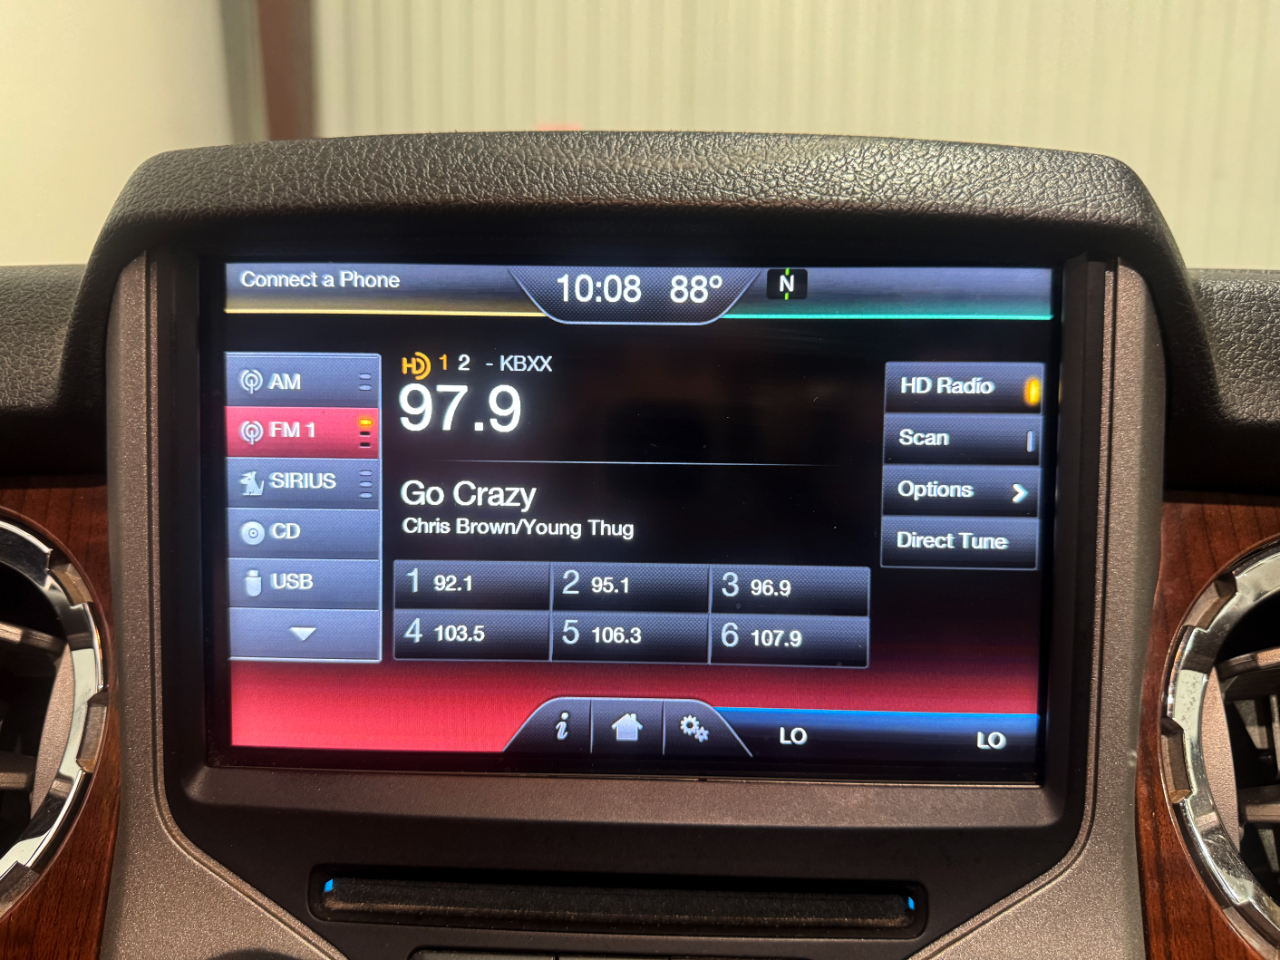 Connect a Phone
10:08 88°
N
AM
FM 1
SIRIUS
CD
USB
HD 1 2 - KBXX
97.9
Go Crazy
Chris Brown/Young Thug
1 92.1
2 95.1
3 96.9
4 103.5
5 106.3
6 107.9
HD Radio
Scan
Options
Direct Tune
i
LO
LO